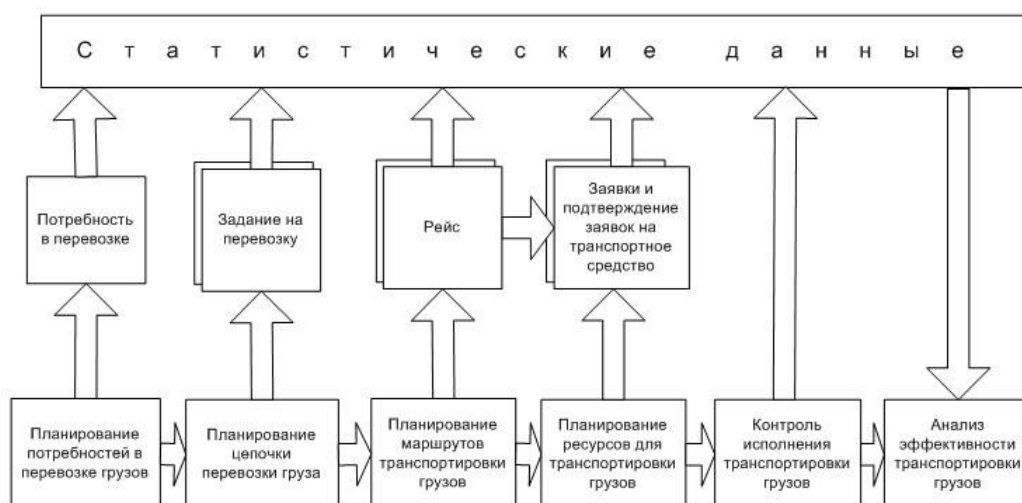 Статистические данные
Потребность
в перевозке
Задание на
перевозку
Рейс
Заявки и
подтверждение
заявок на
транспортное
средство
Планирование
потребностей в
перевозке грузов
Планирование
цепочки
перевозки груза
Планирование
маршрутов
транспортировки
грузов
Планирование
ресурсов для
транспортировки
грузов
Контроль
исполнения
транспортировки
грузов
Анализ
эффективности
транспортировки
грузов